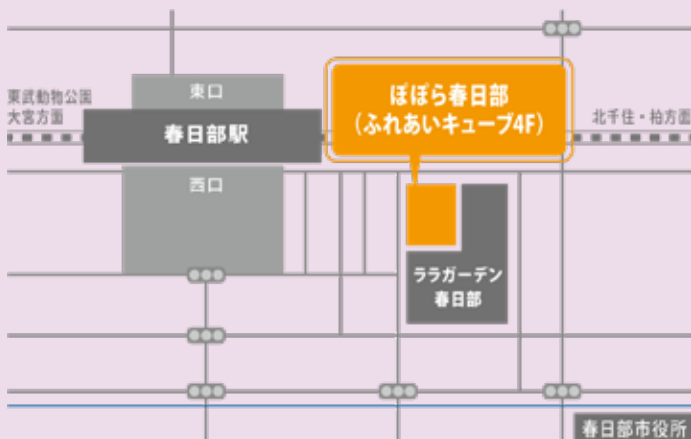 東口
東武動物公園
大宮方面
春日部駅
西口
ぽぽら春日部
(ふれあいキューブ4F)
北千住・柏方面
ララガーデン
春日部
春日部市役所